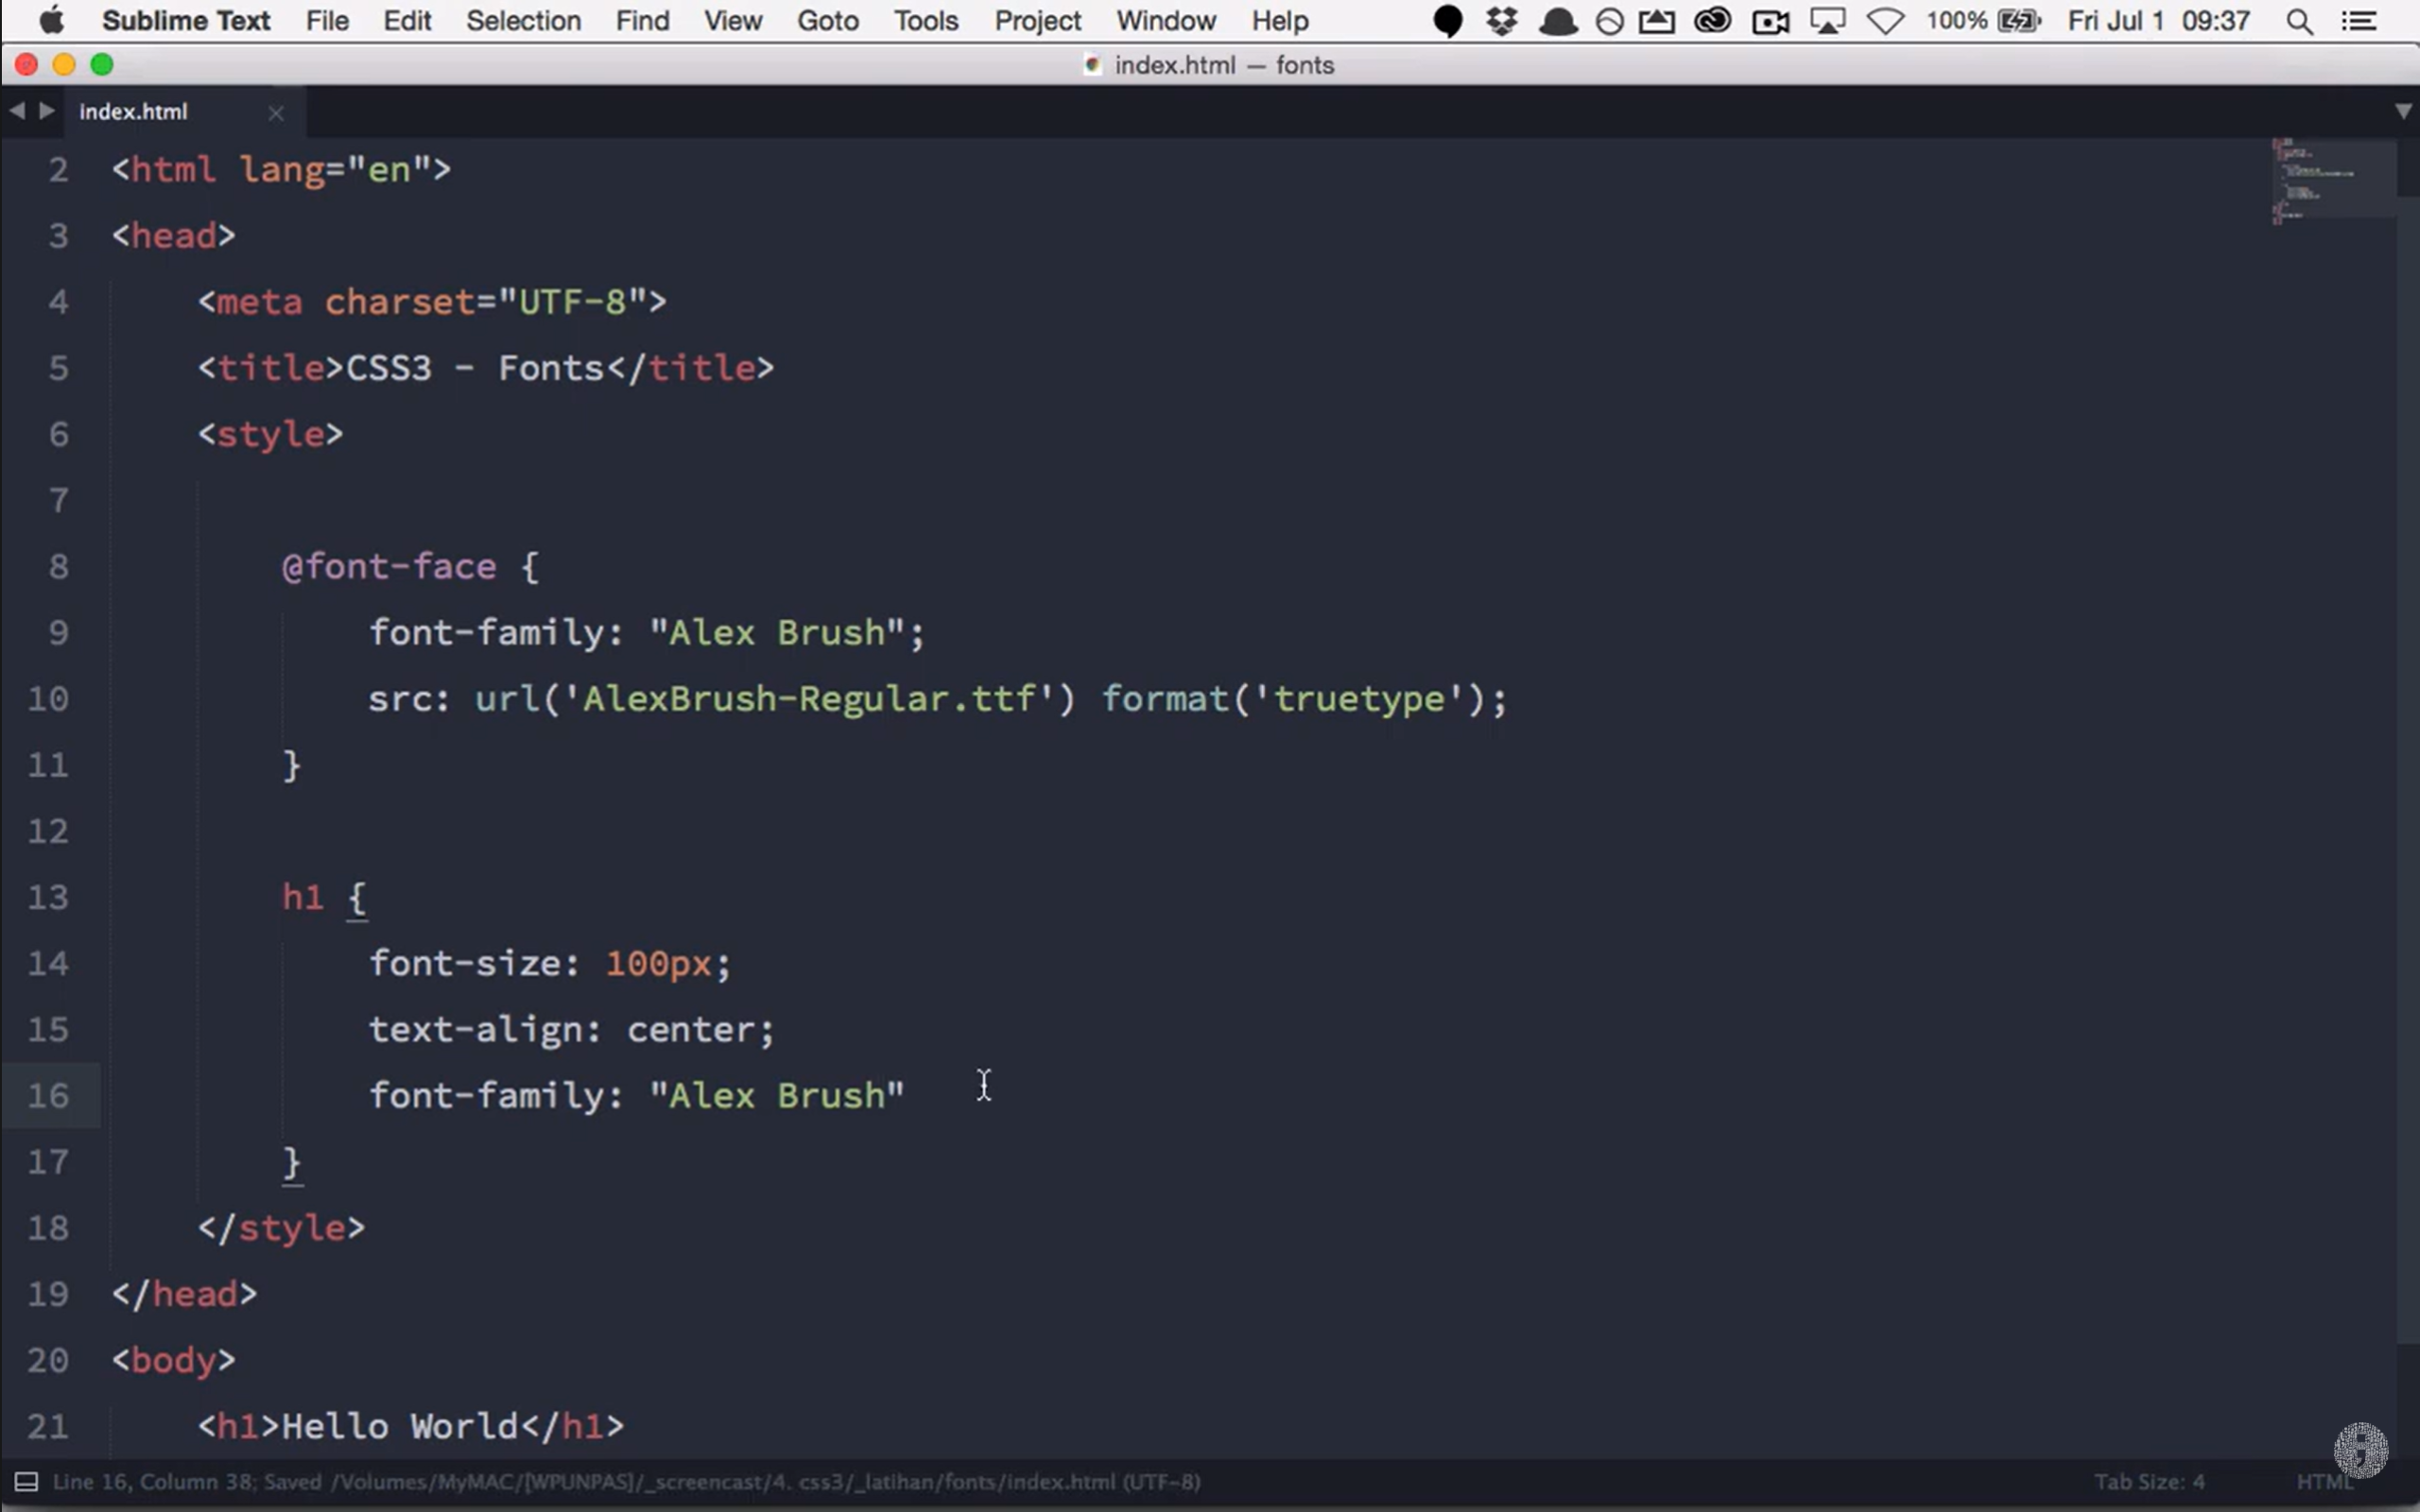 Sublime Text File Edit Selection Find View Goto Tools Project Window Help 100% Fri Jul 1 09:37
index.html — fonts
index.html
2 <html lang="en">
3 <head>
4     <meta charset="UTF-8">
5     <title>CSS3 - Fonts</title>
6     <style>
7
8         @font-face {
9             font-family: "Alex Brush";
10             src: url('AlexBrush-Regular.ttf') format('truetype');
11         }
12
13         h1 {
14             font-size: 100px;
15             text-align: center;
16             font-family: "Alex Brush"
17         }
18     </style>
19 </head>
20 <body>
21     <h1>Hello World</h1>
Line 16, Column 38; Saved /Volumes/MyMAC/[WPUNPAS]/_screencast/4. css3/_latihan/fonts/index.html (UTF-8) Tab Size: 4 HTML